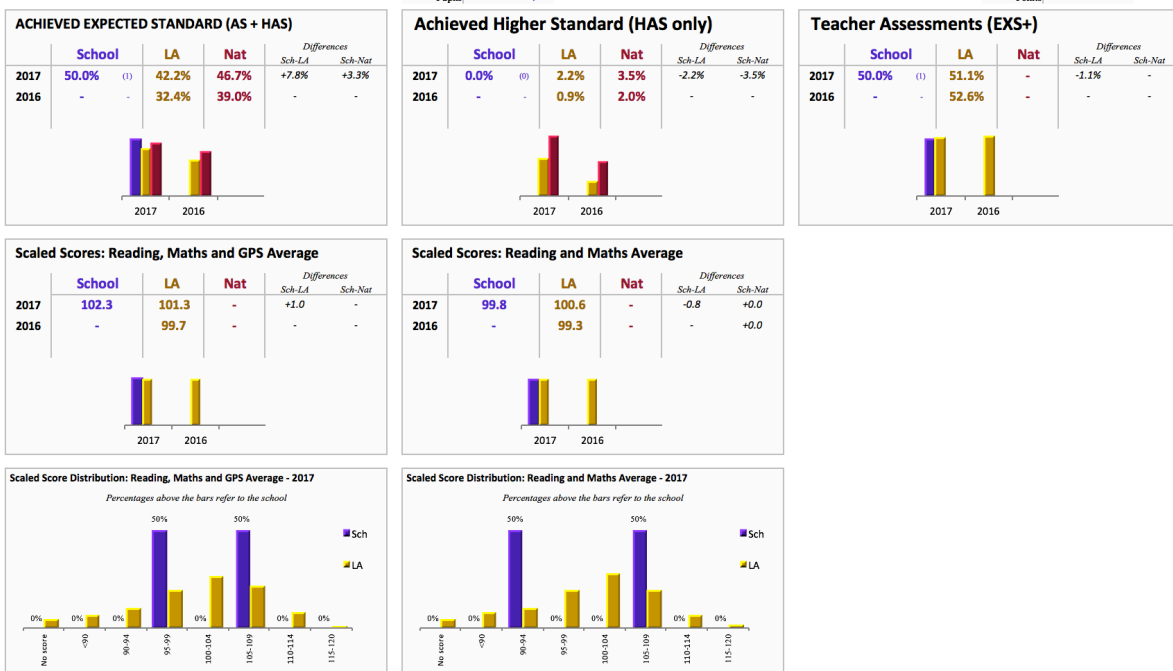 ACHIEVED EXPECTED STANDARD (AS + HAS)
School LA Nat Differences
Sch-LA Sch-Nat
2017 50.0% (1) 42.2% 46.7% +7.8% +3.3%
2016 - - 32.4% 39.0% - -
2017 2016
Achieved Higher Standard (HAS only)
School LA Nat Differences
Sch-LA Sch-Nat
2017 0.0% (0) 2.2% 3.5% -2.2% -3.5%
2016 - - 0.9% 2.0% - -
2017 2016
Teacher Assessments (EXS+)
School LA Nat Differences
Sch-LA Sch-Nat
2017 50.0% (1) 51.1% - -1.1% -
2016 - - 52.6% - - -
2017 2016
Scaled Scores: Reading, Maths and GPS Average
School LA Nat Differences
Sch-LA Sch-Nat
2017 102.3 101.3 - +1.0 -
2016 - 99.7 - - -
2017 2016
Scaled Scores: Reading and Maths Average
School LA Nat Differences
Sch-LA Sch-Nat
2017 99.8 100.6 - -0.8 +0.0
2016 - 99.3 - - +0.0
2017 2016
Scaled Score Distribution: Reading, Maths and GPS Average - 2017
Percentages above the bars refer to the school
50% 50%
Sch
LA
0% 0% 0% 0% 0% 0%
No score <90 90-94 95-99 100-104 105-109 110-114 115-120
Scaled Score Distribution: Reading and Maths Average - 2017
Percentages above the bars refer to the school
50% 50%
Sch
LA
0% 0% 0% 0% 0% 0%
No score <90 90-94 95-99 100-104 105-109 110-114 115-120